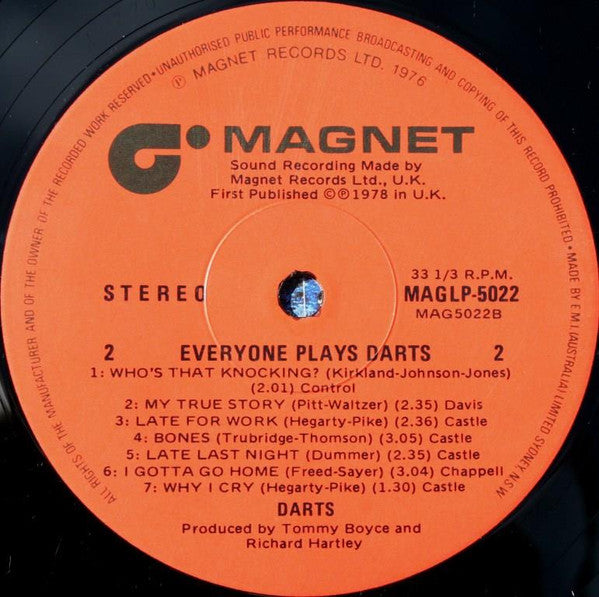 ALL RIGHTS OF THE MANUFACTURER AND OF THE OWNER OF THE RECORDED WORK RESERVED•UNAUTHORISED PUBLIC PERFORMANCE BROADCASTING AND COPYING OF THIS RECORD PROHIBITED•MADE BY E M I (AUSTRALIA) LIMITED SYDNEY, N.S.W
Ⓟ MAGNET RECORDS LTD. 1976
MAGNET
Sound Recording Made by
Magnet Records Ltd., U.K.
First Published ©Ⓟ1978 in U.K.
33 1/3 R.P.M.
STEREO MAGLP-5022
MAG5022B
2 EVERYONE PLAYS DARTS 2
1: WHO'S THAT KNOCKING? (Kirkland-Johnson-Jones)
(2.01) Control
2: MY TRUE STORY (Pitt-Waltzer) (2.35) Davis
3: LATE FOR WORK (Hegarty-Pike) (2.36) Castle
4: BONES (Trubridge-Thomson) (3.05) Castle
5: LATE LAST NIGHT (Dummer) (2.35) Castle
6: I GOTTA GO HOME (Freed-Sayer) (3.04) Chappell
7: WHY I CRY (Hegarty-Pike) (1.30) Castle
DARTS
Produced by Tommy Boyce and
Richard Hartley